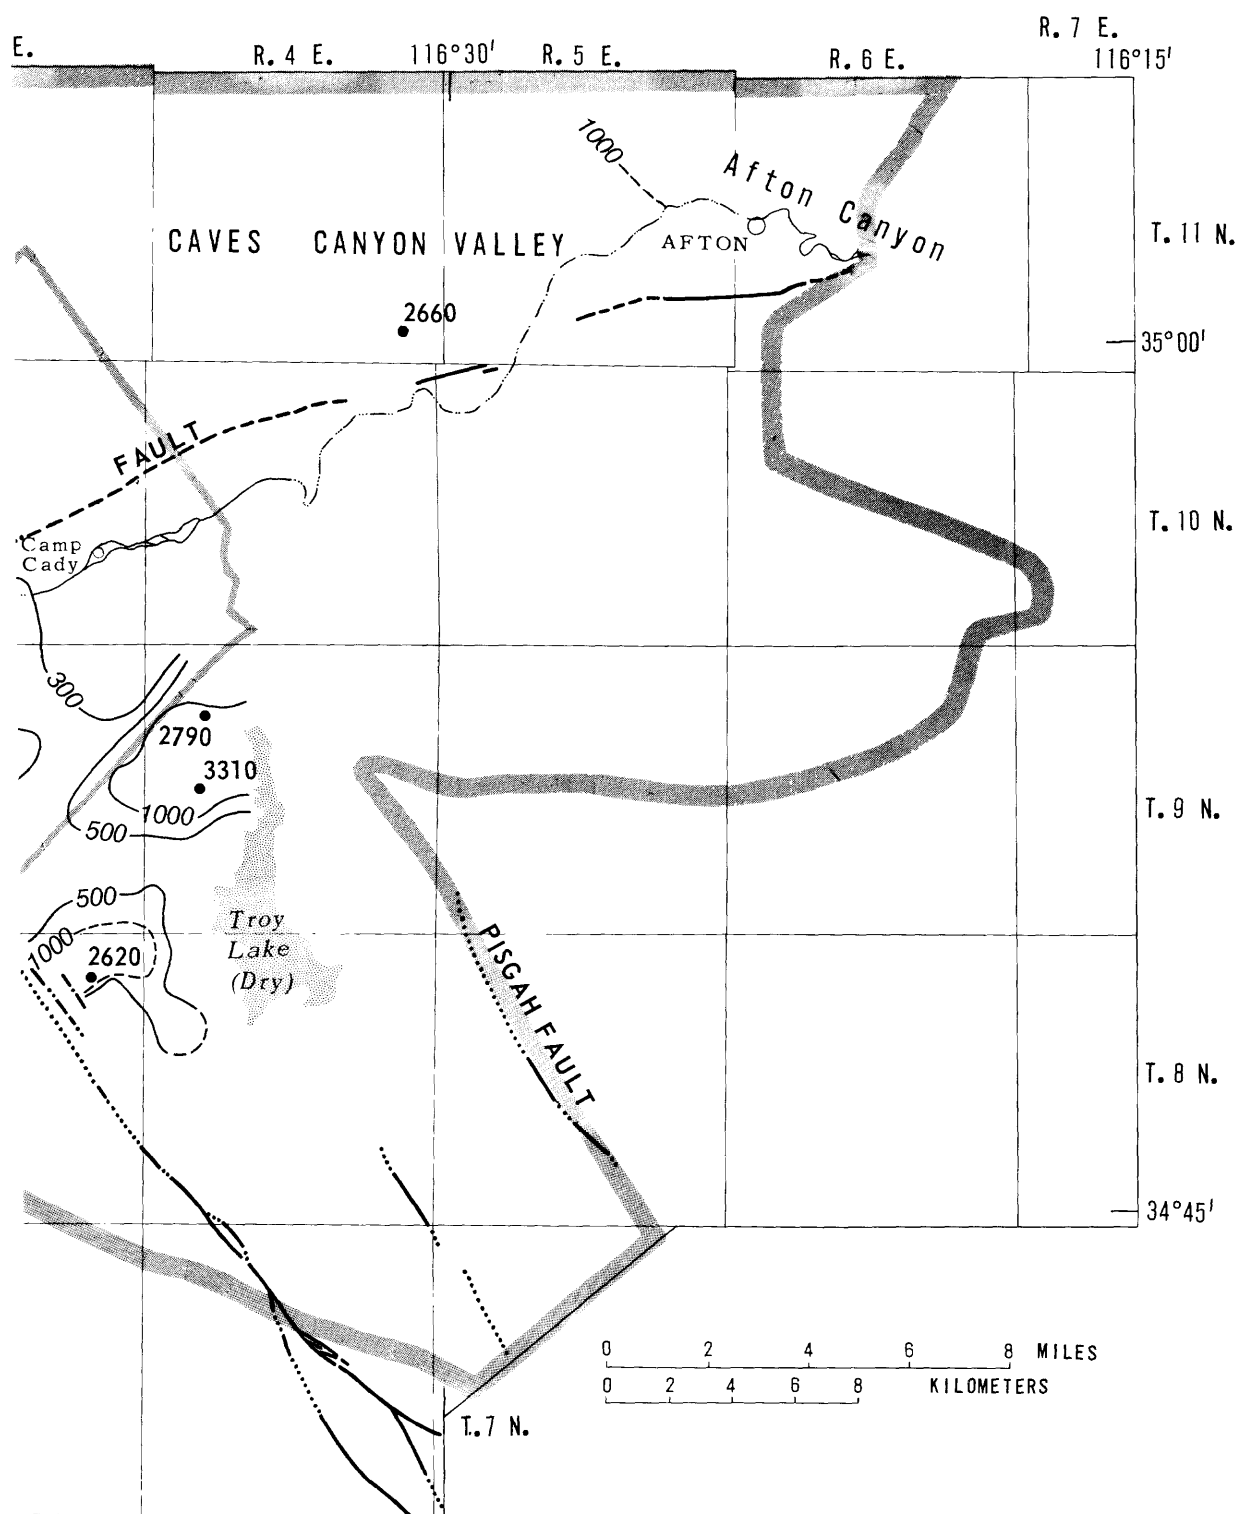 E.
R. 4 E.
116°30'
R. 5 E.
R. 6 E.
R. 7 E.
116°15'
1000
Afton Canyon
CAVES CANYON VALLEY
AFTON
T. 11 N.
2660
35°00'
FAULT
T. 10 N.
Camp
Cady
300
2790
3310
1000
500
T. 9 N.
500
1000
2620
Troy
Lake
(Dry)
PISGAH FAULT
T. 8 N.
34°45'
0 2 4 6 8 MILES
0 2 4 6 8 KILOMETERS
T. 7 N.